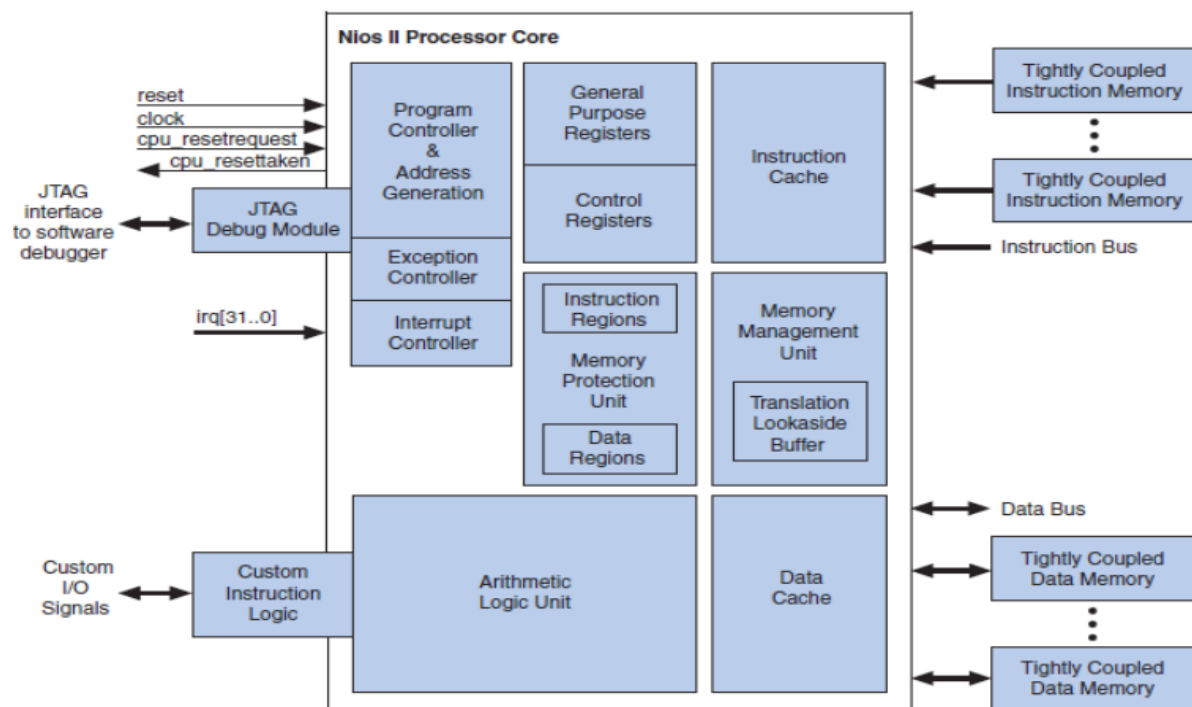 Nios II Processor Core
reset
clock
cpu_resetrequest
cpu_resettaken
JTAG
interface
to software
debugger
JTAG
Debug Module
irq[31..0]
Program
Controller
&
Address
Generation
Exception
Controller
Interrupt
Controller
General
Purpose
Registers
Control
Registers
Instruction
Cache
Instruction
Regions
Memory
Protection
Unit
Data
Regions
Memory
Management
Unit
Translation
Lookaside
Buffer
Custom
I/O
Signals
Custom
Instruction
Logic
Arithmetic
Logic Unit
Data
Cache
Tightly Coupled
Instruction Memory
Tightly Coupled
Instruction Memory
Instruction Bus
Data Bus
Tightly Coupled
Data Memory
Tightly Coupled
Data Memory